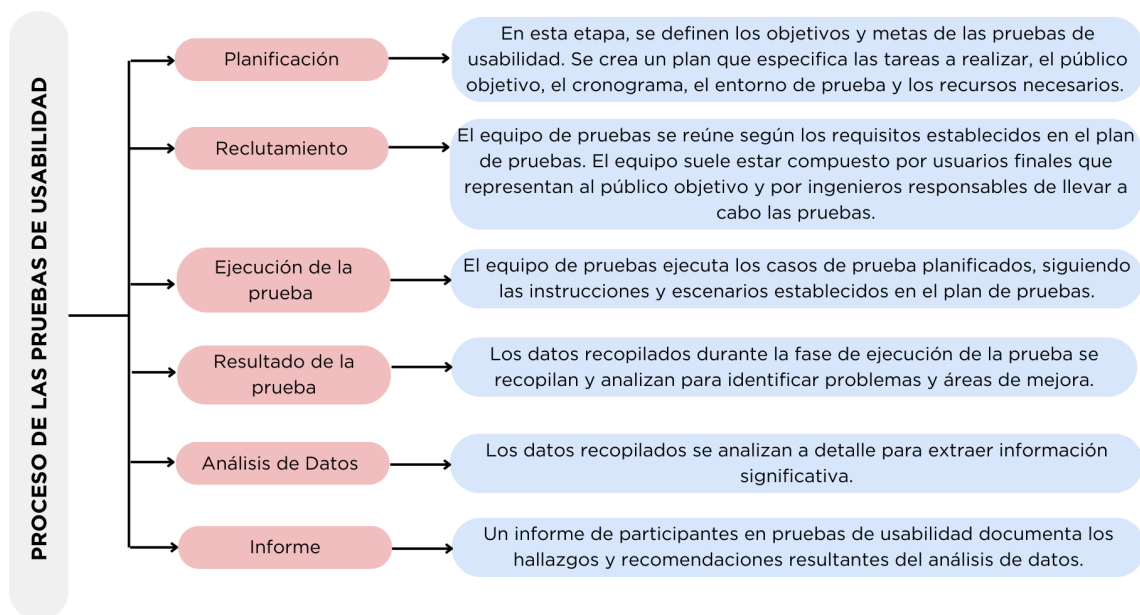 PROCESO DE LAS PRUEBAS DE USABILIDAD
Planificación
En esta etapa, se definen los objetivos y metas de las pruebas de
usabilidad. Se crea un plan que especifica las tareas a realizar, el público
objetivo, el cronograma, el entorno de prueba y los recursos necesarios.
Reclutamiento
El equipo de pruebas se reúne según los requisitos establecidos en el plan
de pruebas. El equipo suele estar compuesto por usuarios finales que
representan al público objetivo y por ingenieros responsables de llevar a
cabo las pruebas.
Ejecución de la
prueba
El equipo de pruebas ejecuta los casos de prueba planificados, siguiendo
las instrucciones y escenarios establecidos en el plan de pruebas.
Resultado de la
prueba
Los datos recopilados durante la fase de ejecución de la prueba se
recopilan y analizan para identificar problemas y áreas de mejora.
Análisis de Datos
Los datos recopilados se analizan a detalle para extraer información
significativa.
Informe
Un informe de participantes en pruebas de usabilidad documenta los
hallazgos y recomendaciones resultantes del análisis de datos.